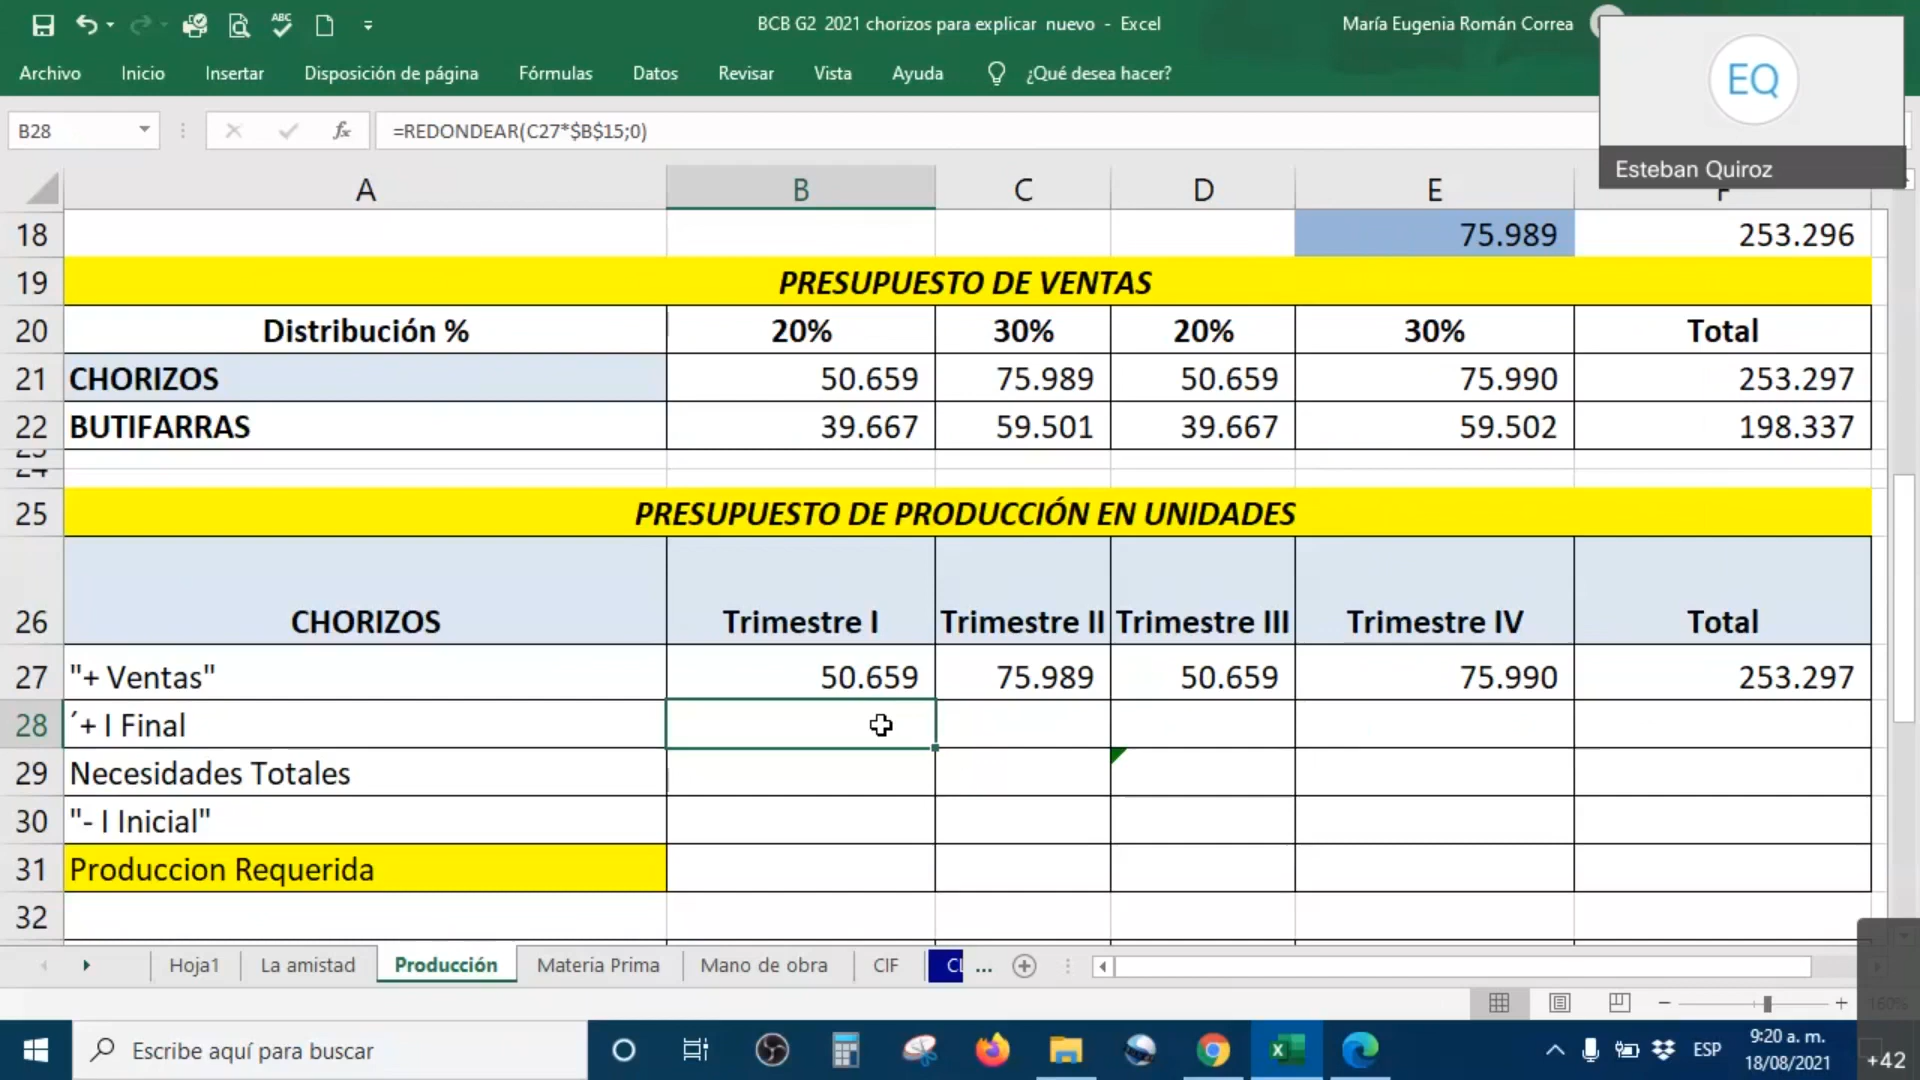 BCB G2 2021 chorizos para explicar nuevo - Excel
María Eugenia Román Correa
Archivo Inicio Insertar Disposición de página Fórmulas Datos Revisar Vista Ayuda ¿Qué desea hacer?
EQ
Esteban Quiroz
B28 fx =REDONDEAR(C27*$B$15;0)
A B C D E F
18 75.989 253.296
19 PRESUPUESTO DE VENTAS
20 Distribución % 20% 30% 20% 30% Total
21 CHORIZOS 50.659 75.989 50.659 75.990 253.297
22 BUTIFARRAS 39.667 59.501 39.667 59.502 198.337
25 PRESUPUESTO DE PRODUCCIÓN EN UNIDADES
26 CHORIZOS Trimestre I Trimestre II Trimestre III Trimestre IV Total
27 "+ Ventas" 50.659 75.989 50.659 75.990 253.297
28 ´+ I Final
29 Necesidades Totales
30 "- I Inicial"
31 Produccion Requerida
32
Hoja1 La amistad Producción Materia Prima Mano de obra CIF ...
160%
Escribe aquí para buscar
ESP
9:20 a. m.
18/08/2021
+42